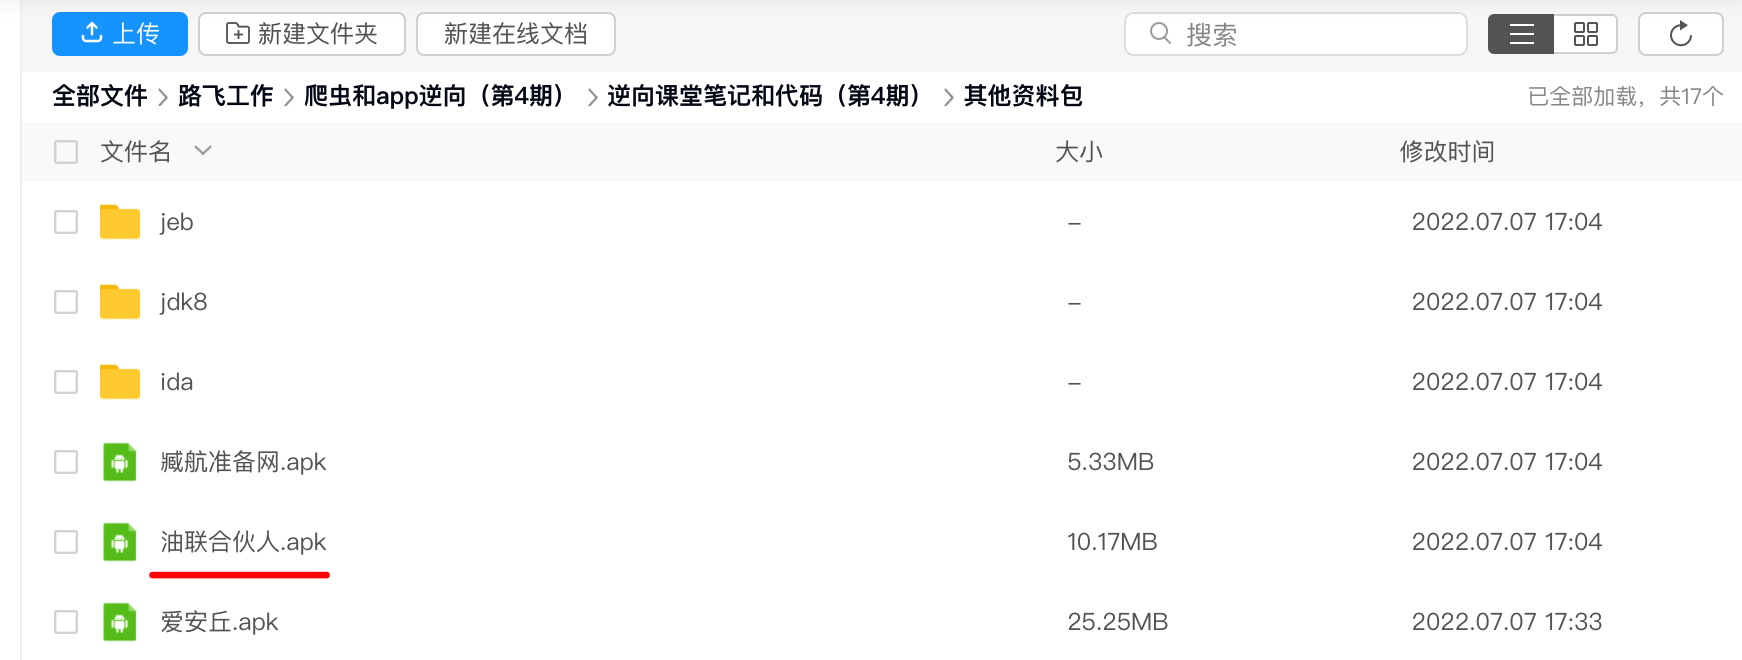 上传 新建文件夹 新建在线文档 搜索
全部文件 > 路飞工作 > 爬虫和app逆向（第4期） > 逆向课堂笔记和代码（第4期） > 其他资料包 已全部加载，共17个
文件名 大小 修改时间
jeb – 2022.07.07 17:04
jdk8 – 2022.07.07 17:04
ida – 2022.07.07 17:04
臧航准备网.apk 5.33MB 2022.07.07 17:04
油联合伙人.apk 10.17MB 2022.07.07 17:04
爱安丘.apk 25.25MB 2022.07.07 17:33